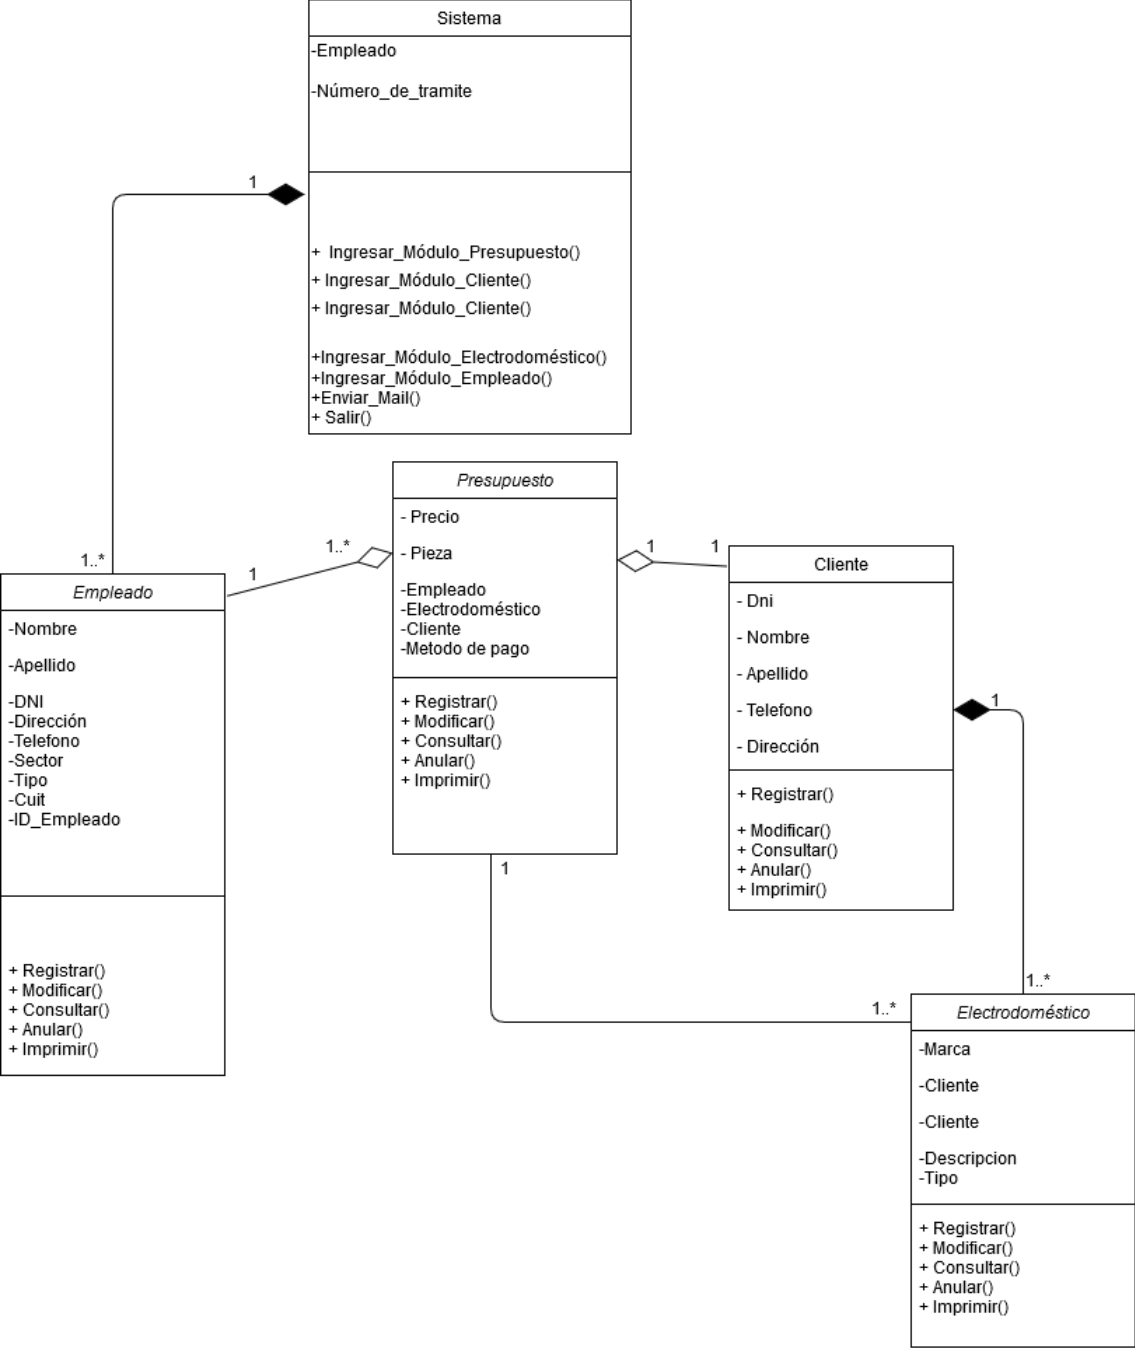 Sistema
-Empleado
-Número_de_tramite
1
+ Ingresar_Módulo_Presupuesto()
+ Ingresar_Módulo_Cliente()
+ Ingresar_Módulo_Cliente()
+Ingresar_Módulo_Electrodoméstico()
+Ingresar_Módulo_Empleado()
+Enviar_Mail()
+ Salir()
1..*
Empleado
-Nombre
-Apellido
-DNI
-Dirección
-Telefono
-Sector
-Tipo
-Cuit
-ID_Empleado
+ Registrar()
+ Modificar()
+ Consultar()
+ Anular()
+ Imprimir()
1
1..*
Presupuesto
- Precio
- Pieza
-Empleado
-Electrodoméstico
-Cliente
-Metodo de pago
+ Registrar()
+ Modificar()
+ Consultar()
+ Anular()
+ Imprimir()
1
1
Cliente
- Dni
- Nombre
- Apellido
- Telefono
- Dirección
+ Registrar()
+ Modificar()
+ Consultar()
+ Anular()
+ Imprimir()
1
1..*
1
1..*
Electrodoméstico
-Marca
-Cliente
-Cliente
-Descripcion
-Tipo
+ Registrar()
+ Modificar()
+ Consultar()
+ Anular()
+ Imprimir()